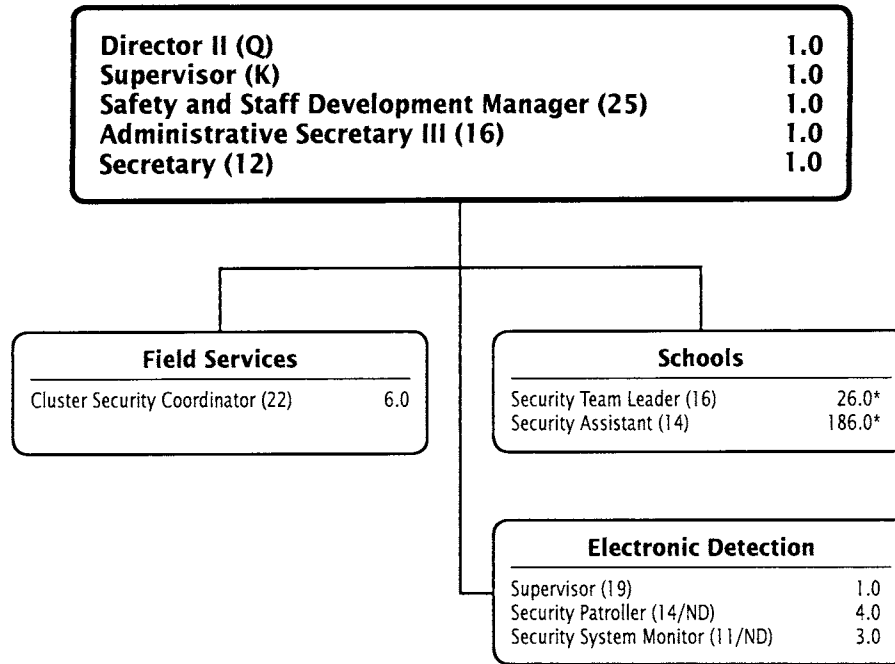 Director II (Q) 1.0
Supervisor (K) 1.0
Safety and Staff Development Manager (25) 1.0
Administrative Secretary III (16) 1.0
Secretary (12) 1.0
Field Services
Cluster Security Coordinator (22) 6.0
Schools
Security Team Leader (16) 26.0*
Security Assistant (14) 186.0*
Electronic Detection
Supervisor (19) 1.0
Security Patroller (14/ND) 4.0
Security System Monitor (11/ND) 3.0